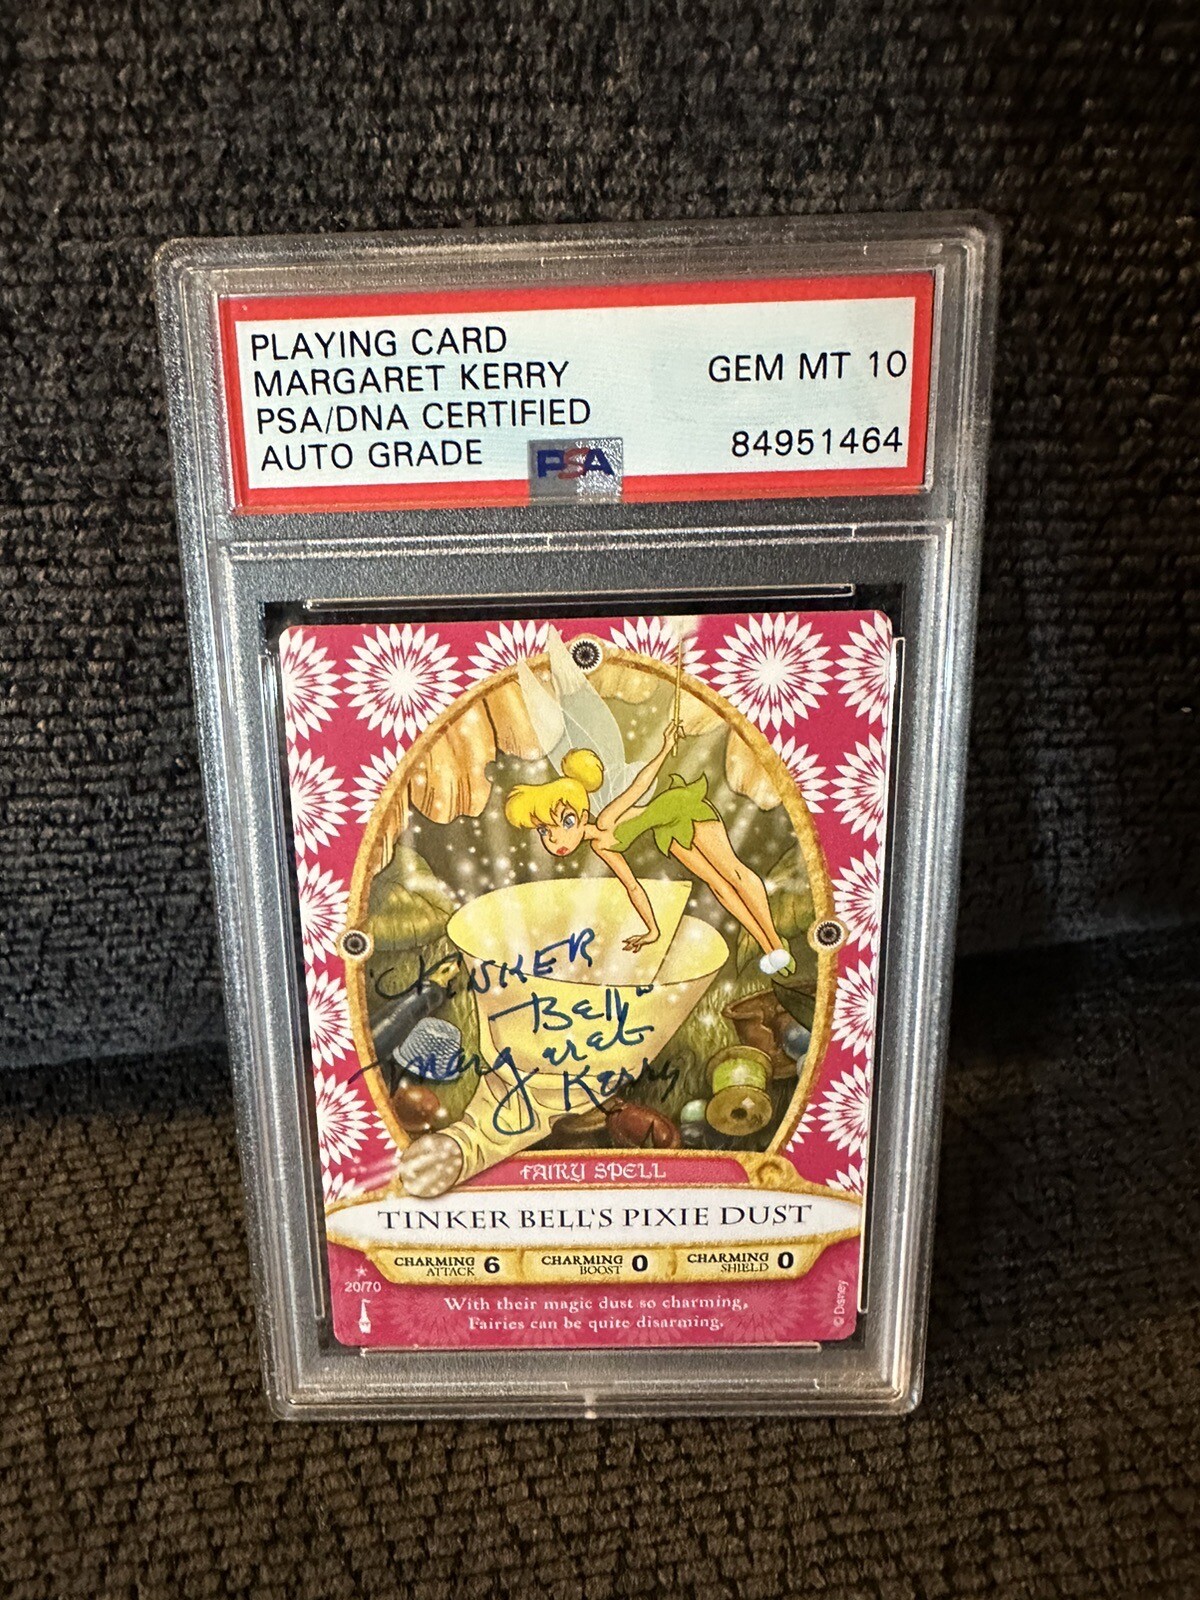 PLAYING CARD
MARGARET KERRY
PSA/DNA CERTIFIED
AUTO GRADE
GEM MT 10
84951464
PSA
"TINKER
Bell"
Margaret
Kerry
FAIRY SPELL
TINKER BELL'S PIXIE DUST
CHARMING ATTACK 6
CHARMING BOOST 0
CHARMING SHIELD 0
20/70
With their magic dust so charming,
Fairies can be quite disarming.
© Disney